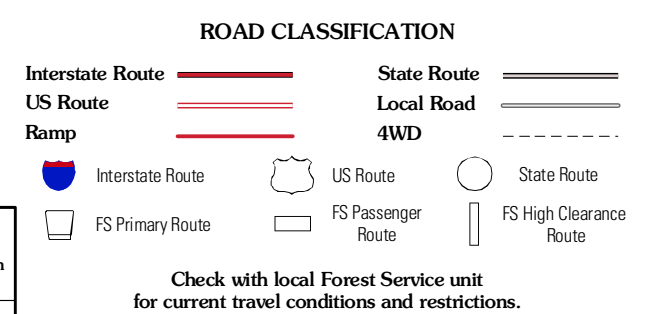 ROAD CLASSIFICATION
Interstate Route
State Route
US Route
Local Road
Ramp
4WD
Interstate Route
US Route
State Route
FS Primary Route
FS Passenger
Route
FS High Clearance
Route
Check with local Forest Service unit
for current travel conditions and restrictions.